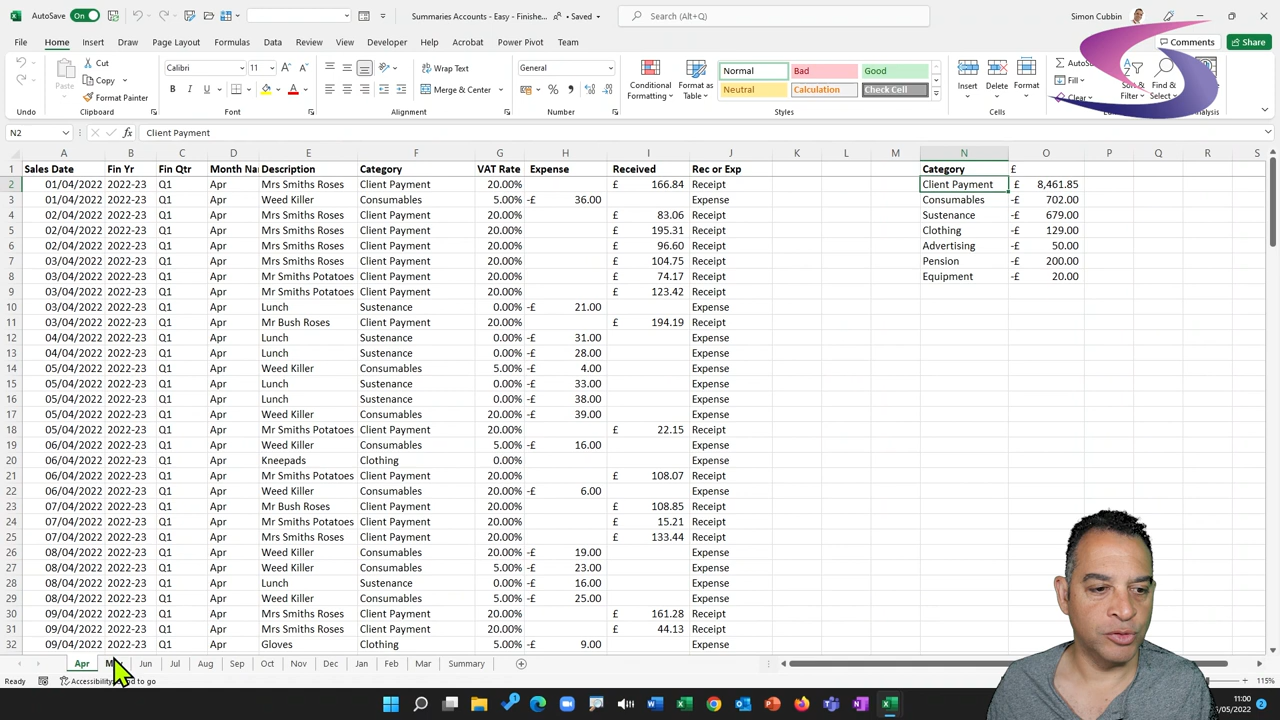 AutoSave On Summaries Accounts - Easy - Finishe... • Saved Search (Alt+Q) Simon Cubbin
File Home Insert Draw Page Layout Formulas Data Review View Developer Help Acrobat Power Pivot Team Comments Share
Cut Calibri 11 Wrap Text General Normal Bad Good
Copy Neutral Calculation Check Cell Fill
Paste Format Painter Merge & Center Conditional Formatting Format as Table Insert Delete Format Clear Sort & Filter Find & Select
Undo Clipboard Font Alignment Number Styles Cells
N2 Client Payment
A B C D E F G H I J K L M N O P Q R S
1 Sales Date Fin Yr Fin Qtr Month Na Description Category VAT Rate Expense Received Rec or Exp Category £
2 01/04/2022 2022-23 Q1 Apr Mrs Smiths Roses Client Payment 20.00% £ 166.84 Receipt Client Payment £ 8,461.85
3 01/04/2022 2022-23 Q1 Apr Weed Killer Consumables 5.00% -£ 36.00 Expense Consumables -£ 702.00
4 02/04/2022 2022-23 Q1 Apr Mrs Smiths Roses Client Payment 20.00% £ 83.06 Receipt Sustenance -£ 679.00
5 02/04/2022 2022-23 Q1 Apr Mrs Smiths Roses Client Payment 20.00% £ 195.31 Receipt Clothing -£ 129.00
6 02/04/2022 2022-23 Q1 Apr Mrs Smiths Roses Client Payment 20.00% £ 96.60 Receipt Advertising -£ 50.00
7 03/04/2022 2022-23 Q1 Apr Mrs Smiths Roses Client Payment 20.00% £ 104.75 Receipt Pension -£ 200.00
8 03/04/2022 2022-23 Q1 Apr Mr Smiths Potatoes Client Payment 20.00% £ 74.17 Receipt Equipment -£ 20.00
9 03/04/2022 2022-23 Q1 Apr Mr Smiths Potatoes Client Payment 20.00% £ 123.42 Receipt
10 03/04/2022 2022-23 Q1 Apr Lunch Sustenance 0.00% -£ 21.00 Expense
11 03/04/2022 2022-23 Q1 Apr Mr Bush Roses Client Payment 20.00% £ 194.19 Receipt
12 04/04/2022 2022-23 Q1 Apr Lunch Sustenance 0.00% -£ 31.00 Expense
13 04/04/2022 2022-23 Q1 Apr Lunch Sustenance 0.00% -£ 28.00 Expense
14 05/04/2022 2022-23 Q1 Apr Weed Killer Consumables 5.00% -£ 4.00 Expense
15 05/04/2022 2022-23 Q1 Apr Lunch Sustenance 0.00% -£ 33.00 Expense
16 05/04/2022 2022-23 Q1 Apr Lunch Sustenance 0.00% -£ 38.00 Expense
17 05/04/2022 2022-23 Q1 Apr Weed Killer Consumables 20.00% -£ 39.00 Expense
18 05/04/2022 2022-23 Q1 Apr Mr Smiths Potatoes Client Payment 20.00% £ 22.15 Receipt
19 06/04/2022 2022-23 Q1 Apr Weed Killer Consumables 5.00% -£ 16.00 Expense
20 06/04/2022 2022-23 Q1 Apr Kneepads Clothing 0.00% Expense
21 06/04/2022 2022-23 Q1 Apr Mr Smiths Potatoes Client Payment 20.00% £ 108.07 Receipt
22 06/04/2022 2022-23 Q1 Apr Weed Killer Consumables 20.00% -£ 6.00 Expense
23 07/04/2022 2022-23 Q1 Apr Mr Bush Roses Client Payment 20.00% £ 108.85 Receipt
24 07/04/2022 2022-23 Q1 Apr Mr Smiths Potatoes Client Payment 20.00% £ 15.21 Receipt
25 07/04/2022 2022-23 Q1 Apr Mrs Smiths Roses Client Payment 20.00% £ 133.44 Receipt
26 08/04/2022 2022-23 Q1 Apr Weed Killer Consumables 20.00% -£ 19.00 Expense
27 08/04/2022 2022-23 Q1 Apr Weed Killer Consumables 5.00% -£ 23.00 Expense
28 08/04/2022 2022-23 Q1 Apr Lunch Sustenance 0.00% -£ 16.00 Expense
29 08/04/2022 2022-23 Q1 Apr Weed Killer Consumables 5.00% -£ 25.00 Expense
30 09/04/2022 2022-23 Q1 Apr Mrs Smiths Roses Client Payment 20.00% £ 161.28 Receipt
31 09/04/2022 2022-23 Q1 Apr Mrs Smiths Roses Client Payment 20.00% £ 44.13 Receipt
32 09/04/2022 2022-23 Q1 Apr Gloves Clothing 5.00% -£ 9.00 Expense
Apr Jun Jul Aug Sep Oct Nov Dec Jan Feb Mar Summary
Ready Accessibility: to go 115%
11:00